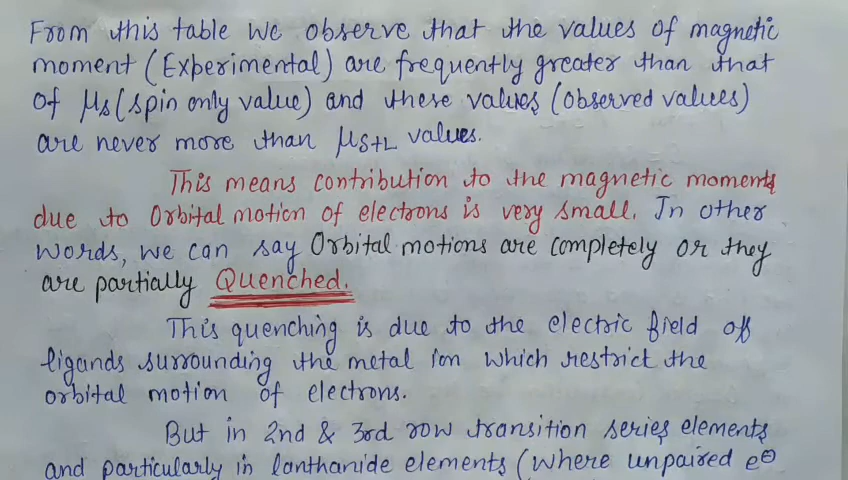 From this table we observe that the values of magnetic
moment (Experimental) are frequently greater than that
of μs (spin only value) and these values (observed values)
are never more than μS+L values.
This means contribution to the magnetic moments
due to Orbital motion of electrons is very small. In other
words, we can say Orbital motions are completely or they
are partially Quenched.
This quenching is due to the electric field of
ligands surrounding the metal ion which restrict the
orbital motion of electrons.
But in 2nd & 3rd row transition series elements
and particularly in lanthanide elements (where unpaired e⊖